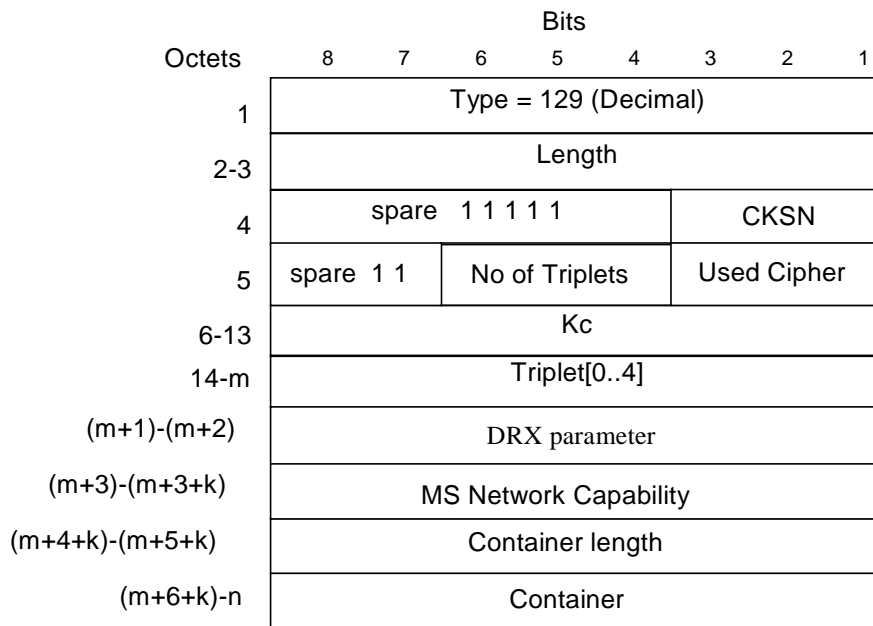 Bits
Octets 8 7 6 5 4 3 2 1
1 Type = 129 (Decimal)
2-3 Length
4 spare 1 1 1 1 1 CKSN
5 spare 1 1 No of Triplets Used Cipher
6-13 Kc
14-m Triplet[0..4]
(m+1)-(m+2) DRX parameter
(m+3)-(m+3+k) MS Network Capability
(m+4+k)-(m+5+k) Container length
(m+6+k)-n Container